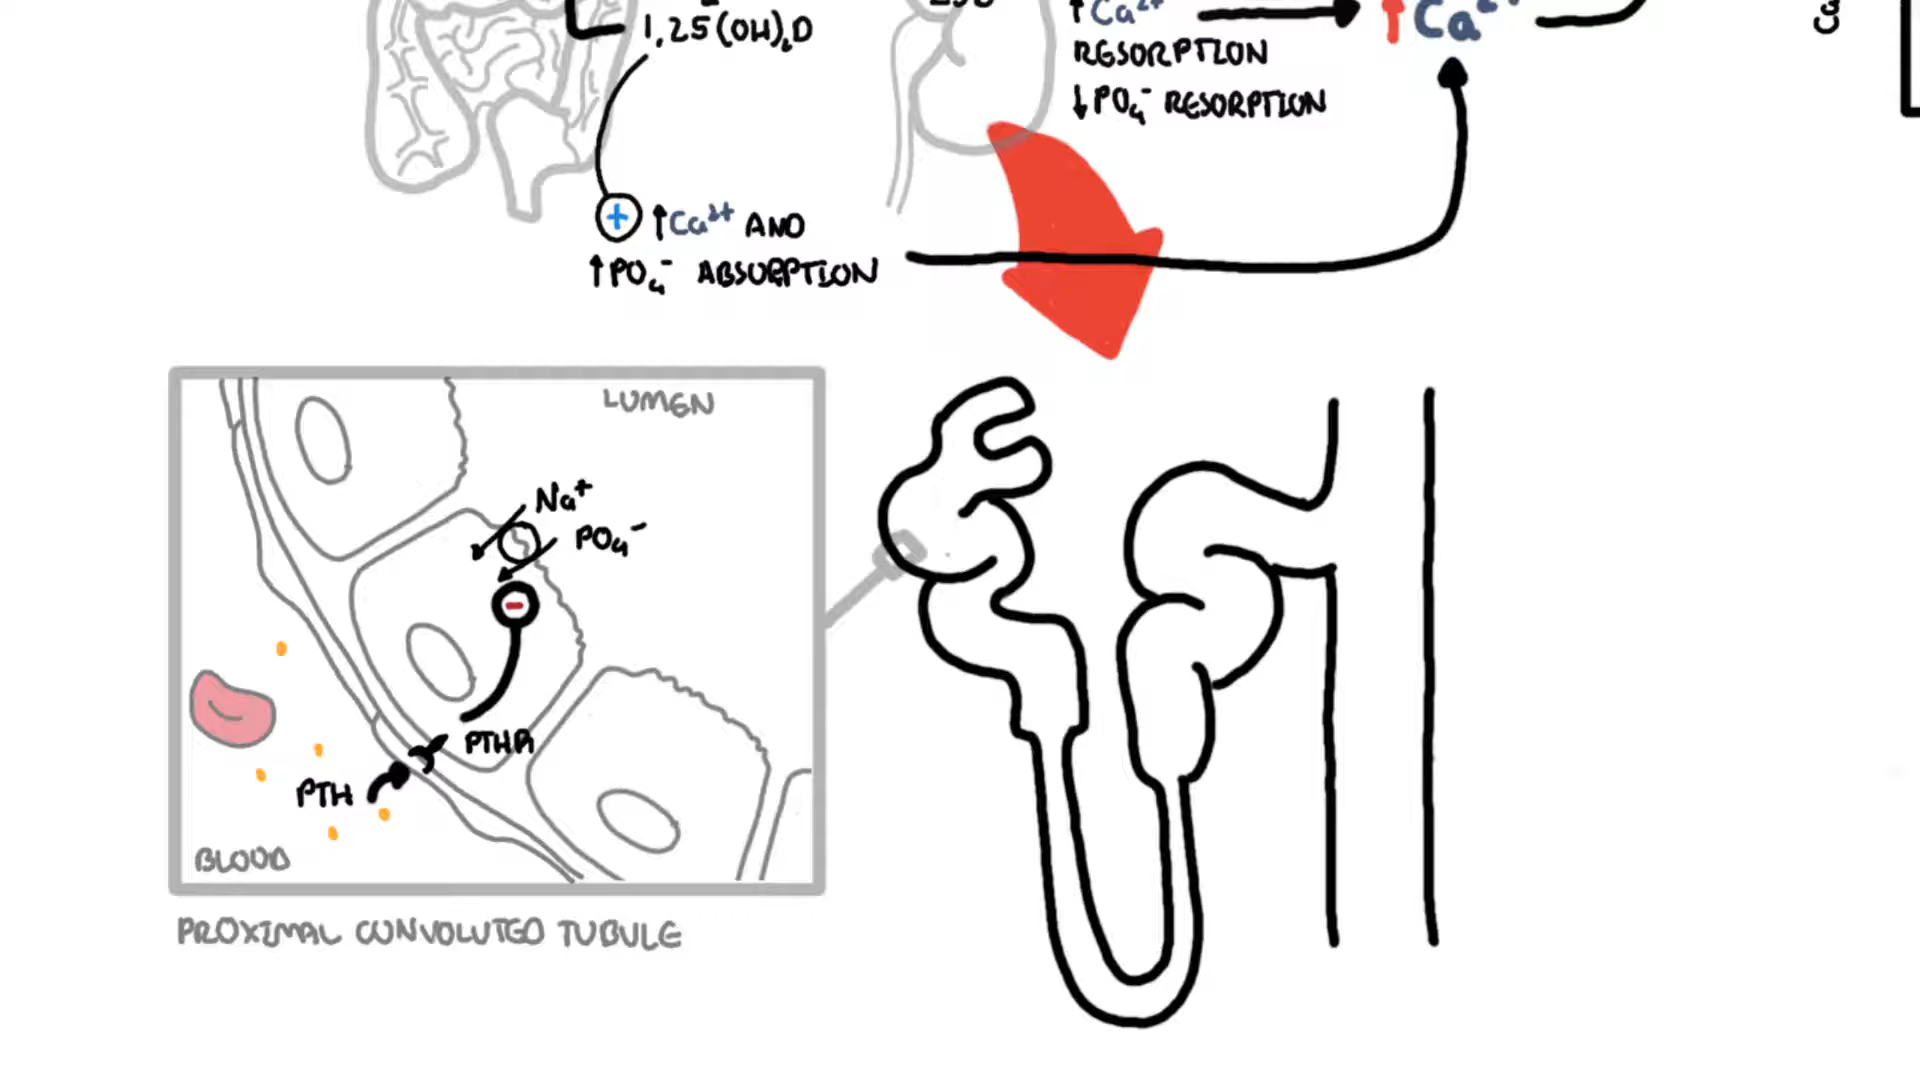 1,25(OH)₂D
↑Ca²⁺
RESORPTION
↓PO₄⁻ RESORPTION
↑Ca²⁺
⊕ ↑Ca²⁺ AND
↑PO₄⁻ ABSORPTION
LUMEN
Na⁺
PO₄⁻
PTHR
PTH
BLOOD
PROXIMAL CONVOLUTED TUBULE